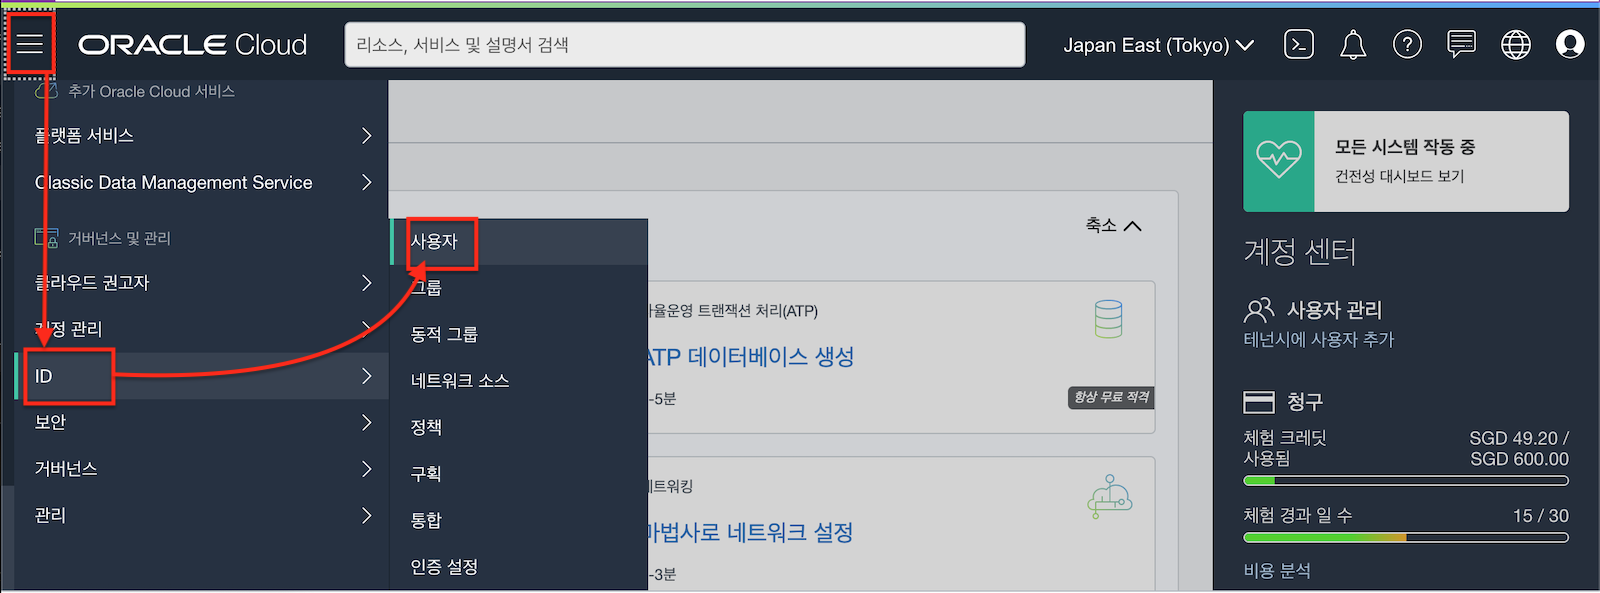 ORACLE Cloud
리소스, 서비스 및 설명서 검색
Japan East (Tokyo)
추가 Oracle Cloud 서비스
플랫폼 서비스
Classic Data Management Service
거버넌스 및 관리
클라우드 권고자
계정 관리
ID
보안
거버넌스
관리
사용자
그룹
동적 그룹
네트워크 소스
정책
구획
통합
인증 설정
축소
트랜잭션 처리(ATP)
ATP 데이터베이스 생성
-5분
항상 무료 적격
네트워킹
마법사로 네트워크 설정
-3분
모든 시스템 작동 중
건전성 대시보드 보기
계정 센터
사용자 관리
테넌시에 사용자 추가
청구
체험 크레딧 SGD 49.20 /
사용됨 SGD 600.00
체험 경과 일 수 15 / 30
비용 분석